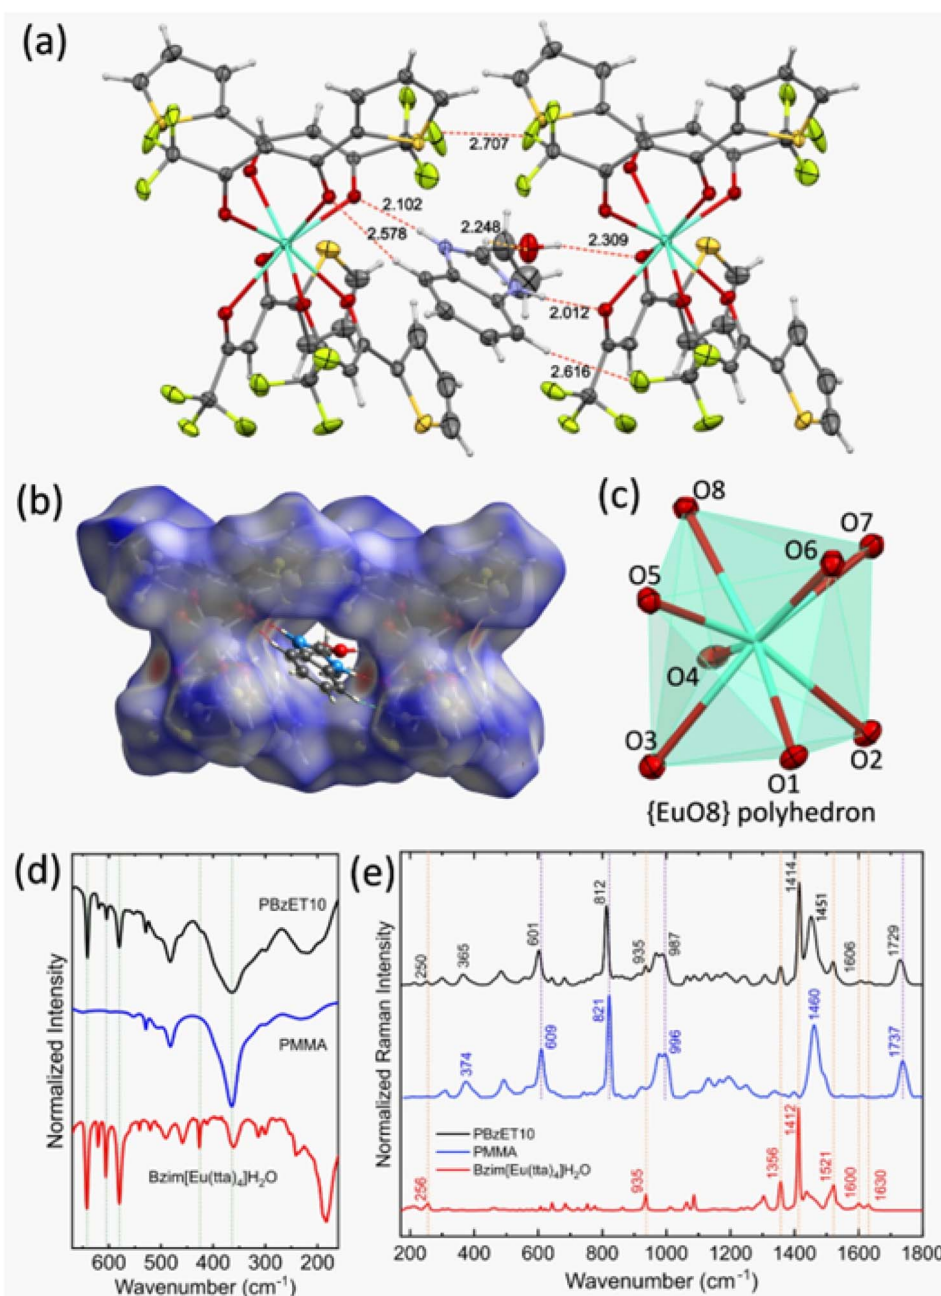 (a)
2.707
2.102
2.248
2.309
2.578
2.012
2.616
(b)
(c)
O8
O7
O6
O5
O4
O3
O2
O1
{EuO8} polyhedron
(d)
PBzET10
PMMA
Bzim[Eu(tta)₄]H₂O
Normalized Intensity
600 500 400 300 200
Wavenumber (cm⁻¹)
(e)
250
365
601
812
935
987
1414
1451
1606
1729
374
609
821
996
1460
1737
PBzET10
PMMA
Bzim[Eu(tta)₄]H₂O
256
935
1356
1412
1521
1600
1630
Normalized Raman Intensity
200 400 600 800 1000 1200 1400 1600 1800
Wavenumber (cm⁻¹)